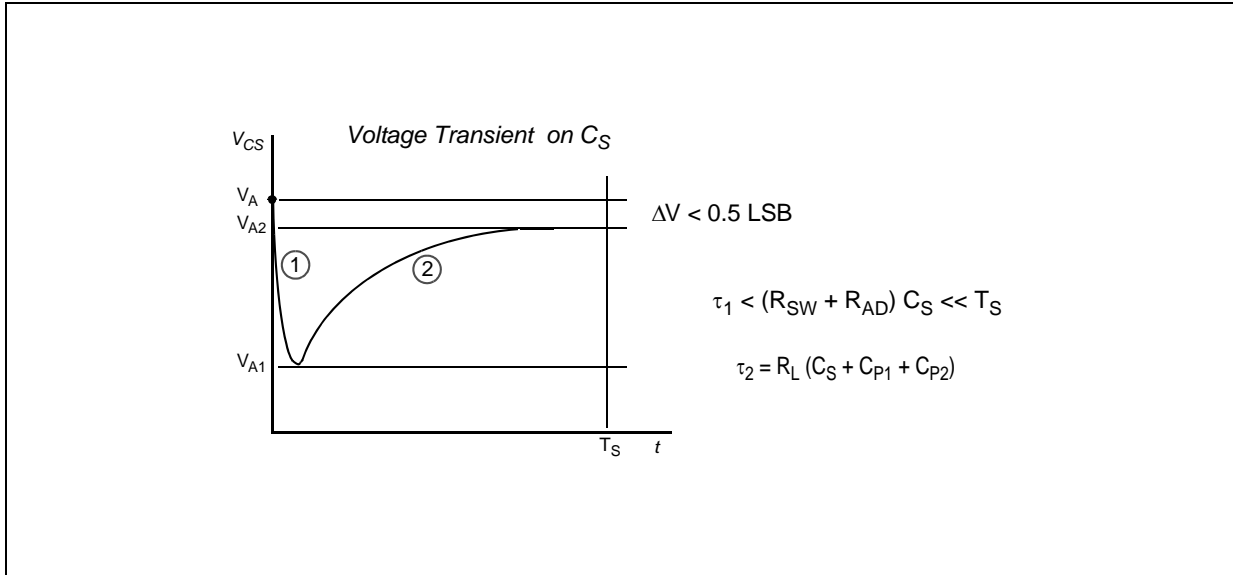 Voltage Transient on CS
VCS
VA
VA2
ΔV < 0.5 LSB
1
2
τ1 < (RSW + RAD) CS << TS
VA1
τ2 = RL (CS + CP1 + CP2)
TS
t